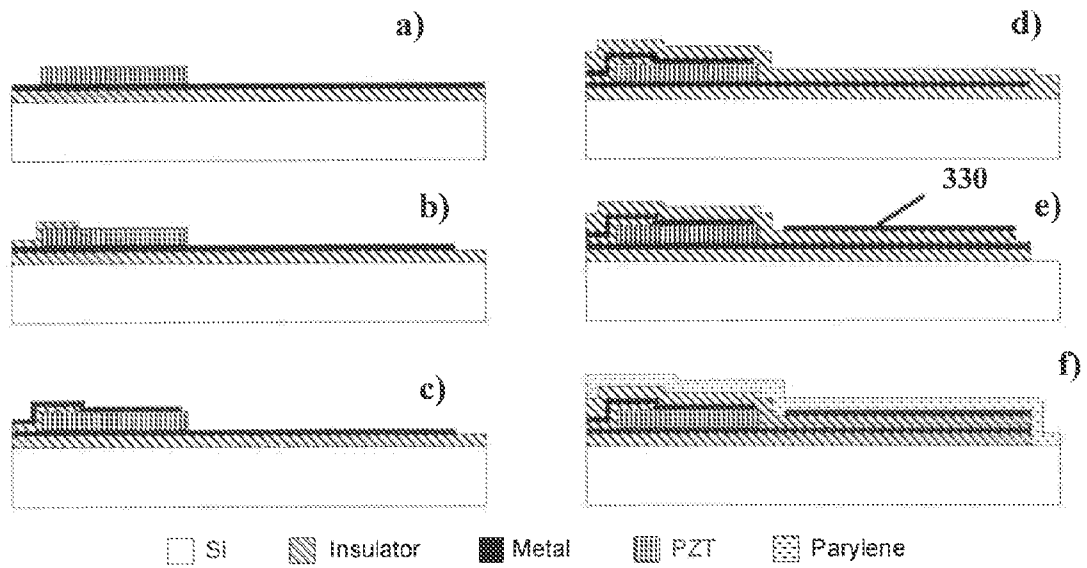 a)
d)
b)
330
e)
c)
f)
Si Insulator Metal PZT Parylene